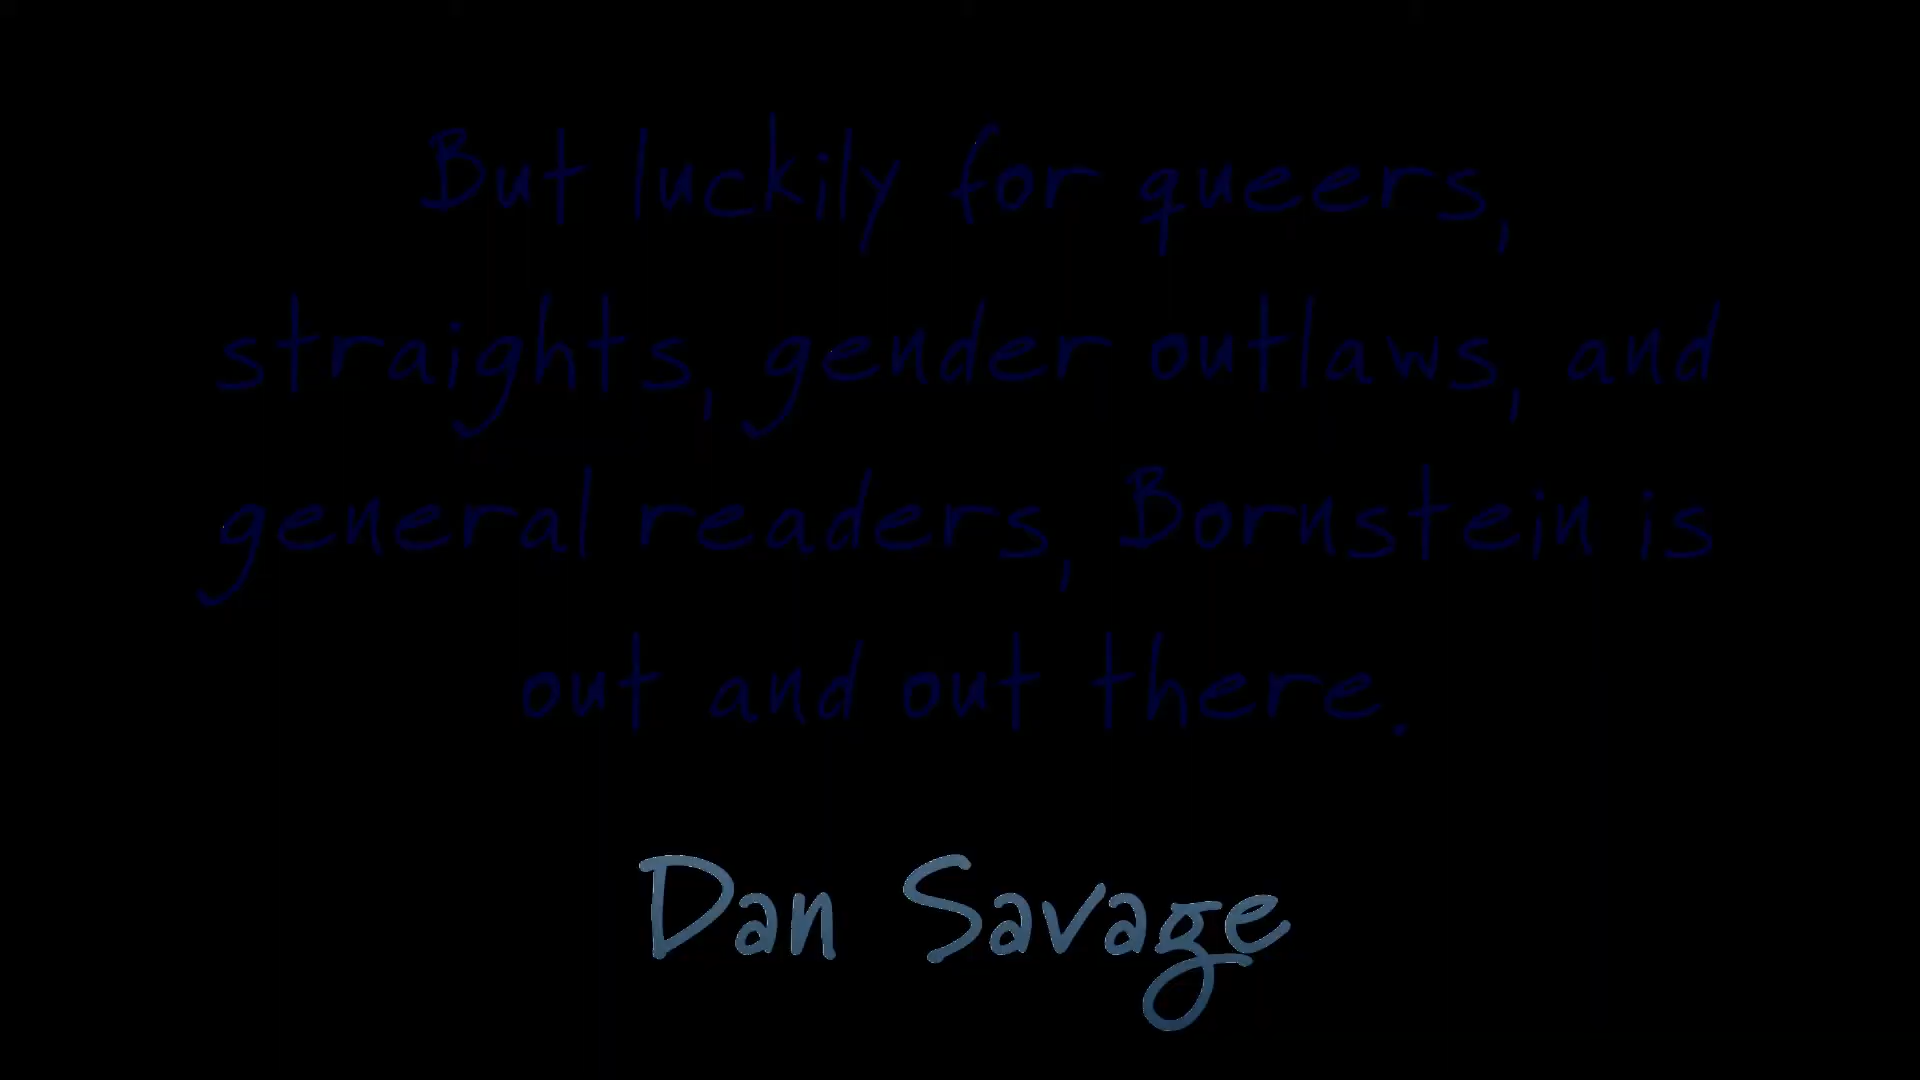 But luckily for queers,
straights, gender outlaws, and
general readers, Bornstein is
out and out there.
Dan Savage